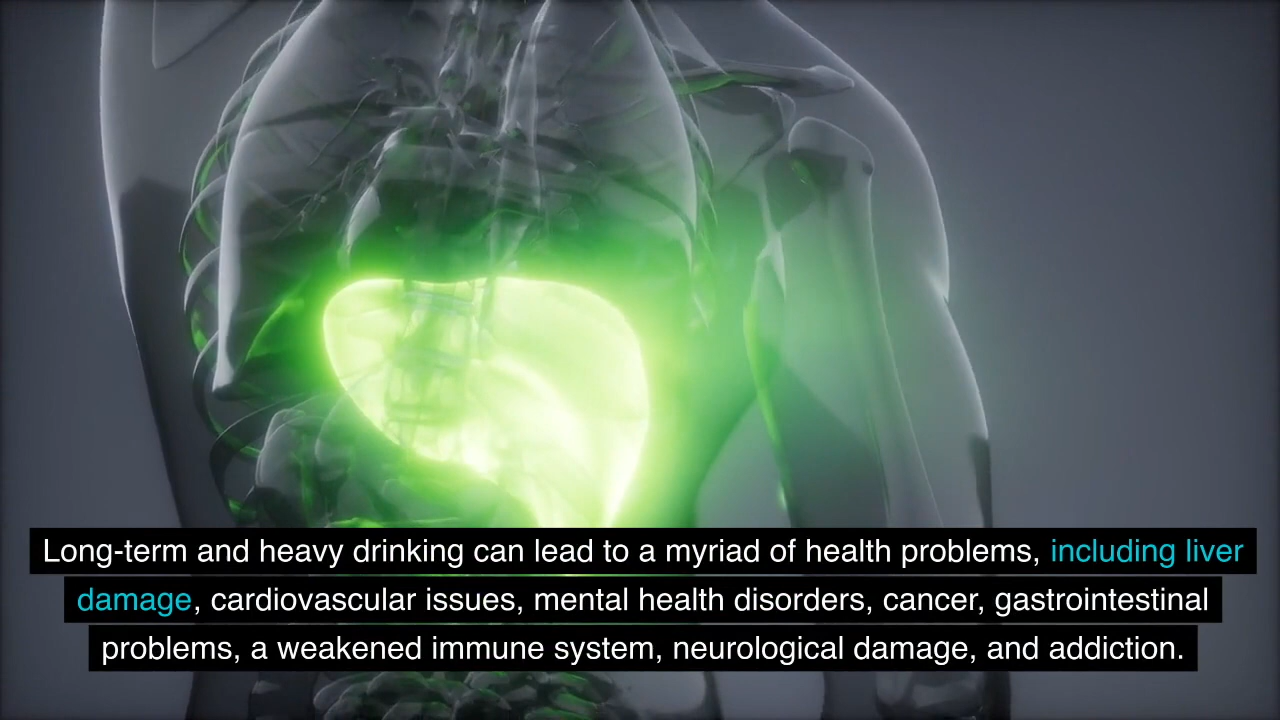 Long-term and heavy drinking can lead to a myriad of health problems, including liver
damage, cardiovascular issues, mental health disorders, cancer, gastrointestinal
problems, a weakened immune system, neurological damage, and addiction.